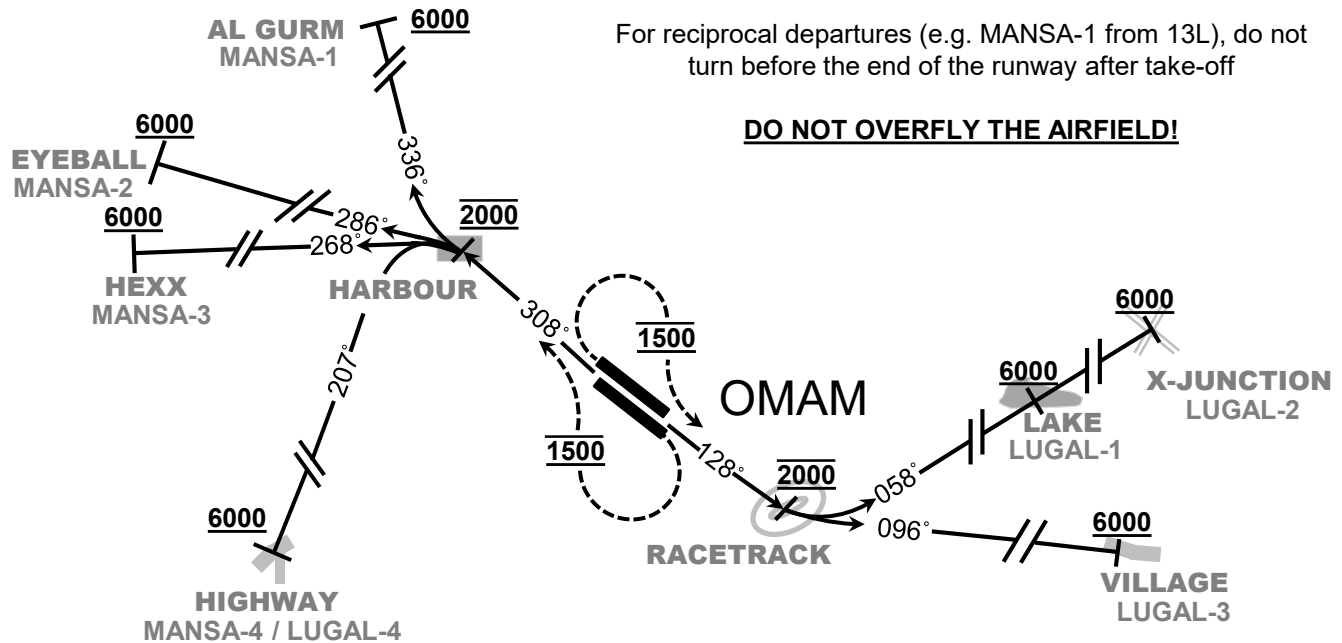 AL GURM
MANSA-1
6000
For reciprocal departures (e.g. MANSA-1 from 13L), do not
turn before the end of the runway after take-off
DO NOT OVERFLY THE AIRFIELD!
6000
EYEBALL
MANSA-2
336°
6000
286°
2000
268°
HEXX
MANSA-3
HARBOUR
308°
1500
6000
X-JUNCTION
LUGAL-2
207°
OMAM
6000
LAKE
LUGAL-1
1500
128°
2000
058°
096°
6000
6000
RACETRACK
VILLAGE
LUGAL-3
HIGHWAY
MANSA-4 / LUGAL-4